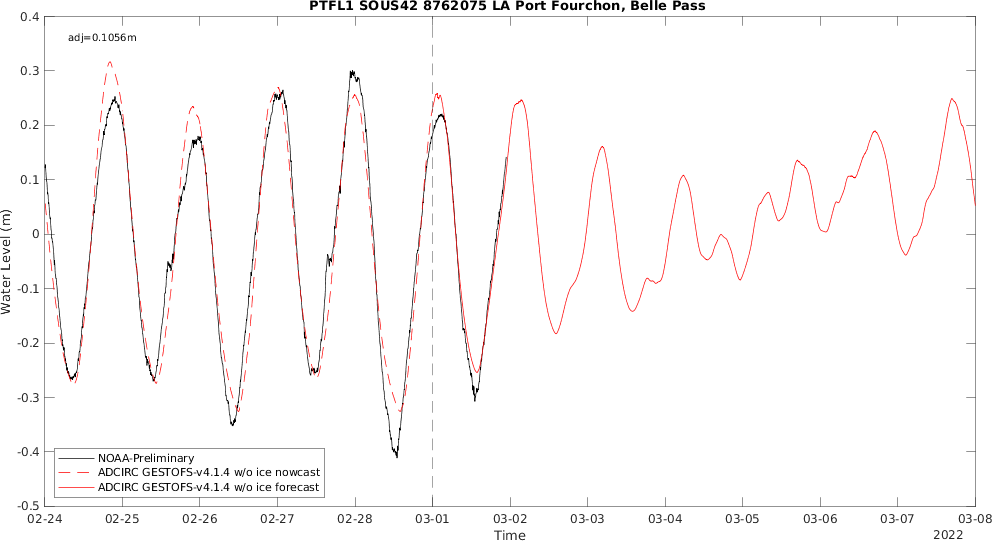 PTFL1 SOUS42 8762075 LA Port Fourchon, Belle Pass
adj=0.1056m
0.4
0.3
0.2
0.1
0
-0.1
-0.2
-0.3
-0.4
-0.5
Water Level (m)
NOAA-Preliminary
ADCIRC GESTOFS-v4.1.4 w/o ice nowcast
ADCIRC GESTOFS-v4.1.4 w/o ice forecast
02-24 02-25 02-26 02-27 02-28 03-01 03-02 03-03 03-04 03-05 03-06 03-07 03-08
Time
2022